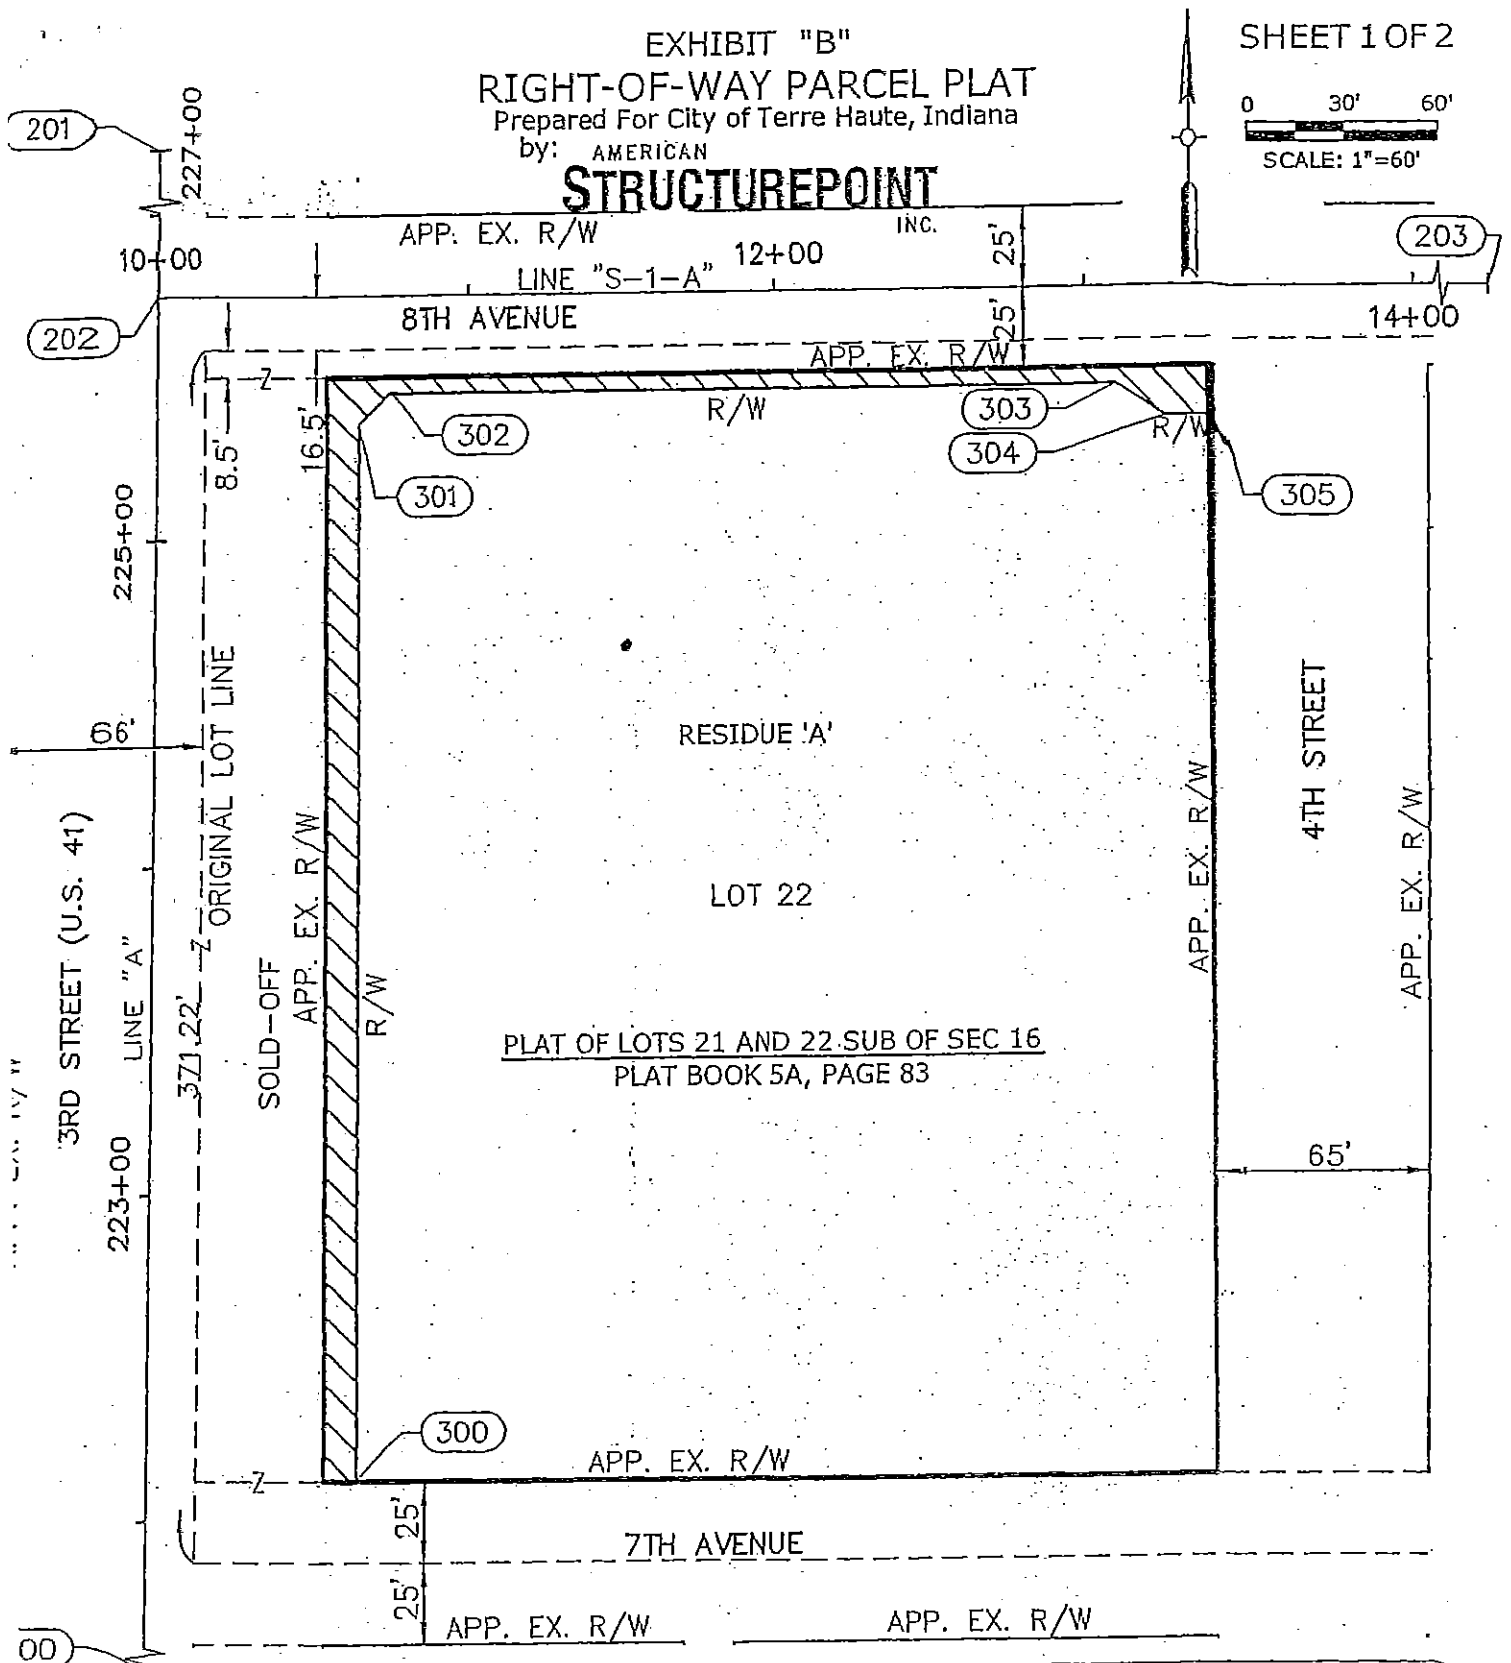 EXHIBIT "B"
SHEET 1 OF 2
RIGHT-OF-WAY PARCEL PLAT
Prepared For City of Terre Haute, Indiana
by: AMERICAN
STRUCTUREPOINT
INC.
0 30' 60'
SCALE: 1"=60'
201
227+00
APP. EX. R/W
25'
203
10+00
12+00
LINE "S-1-A"
202
8TH AVENUE
25'
14+00
APP. EX. R/W
Z
R/W
303
302
304
R/W
16.5'
8.5'
301
305
225+00
ORIGINAL LOT LINE
66'
RESIDUE 'A'
4TH STREET
3RD STREET (U.S. 41)
LINE "A"
Z
APP. EX. R/W
LOT 22
APP. EX. R/W
APP. EX. R/W
SOLD-OFF
R/W
371.22'
PLAT OF LOTS 21 AND 22 SUB OF SEC 16
PLAT BOOK 5A, PAGE 83
223+00
65'
300
APP. EX. R/W
Z
25'
7TH AVENUE
25'
APP. EX. R/W
APP. EX. R/W
00